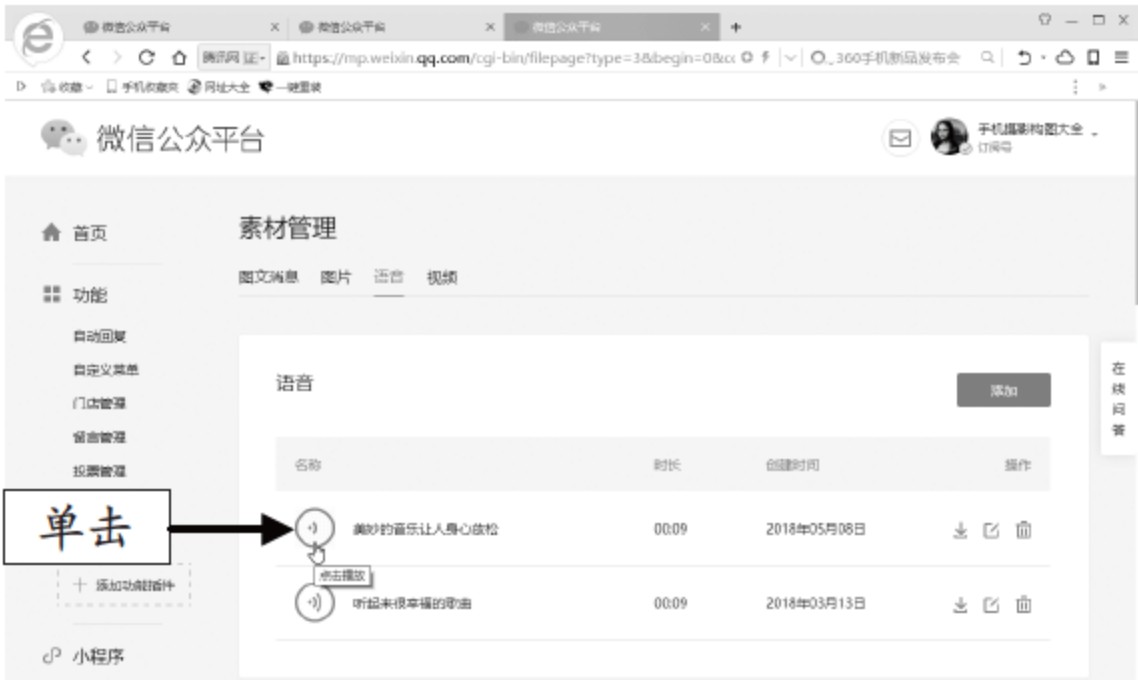 微信公众平台 微信公众平台 微信公众平台
腾讯网 证 https://mp.weixin.qq.com/cgi-bin/filepage?type=3&begin=0&cc 360手机新品发布会
收藏 手机收藏夹 网址大全 一键重装
微信公众平台
手机摄影构图大全
订阅号
首页
素材管理
图文消息 图片 语音 视频
功能
自动回复
自定义菜单
门店管理
留言管理
投票管理
在线问答
语音 添加
名称 时长 创建时间 操作
单击
美妙的音乐让人身心放松 00:09 2018年05月08日
点击播放
添加功能插件
听起来很幸福的歌曲 00:09 2018年03月13日
小程序